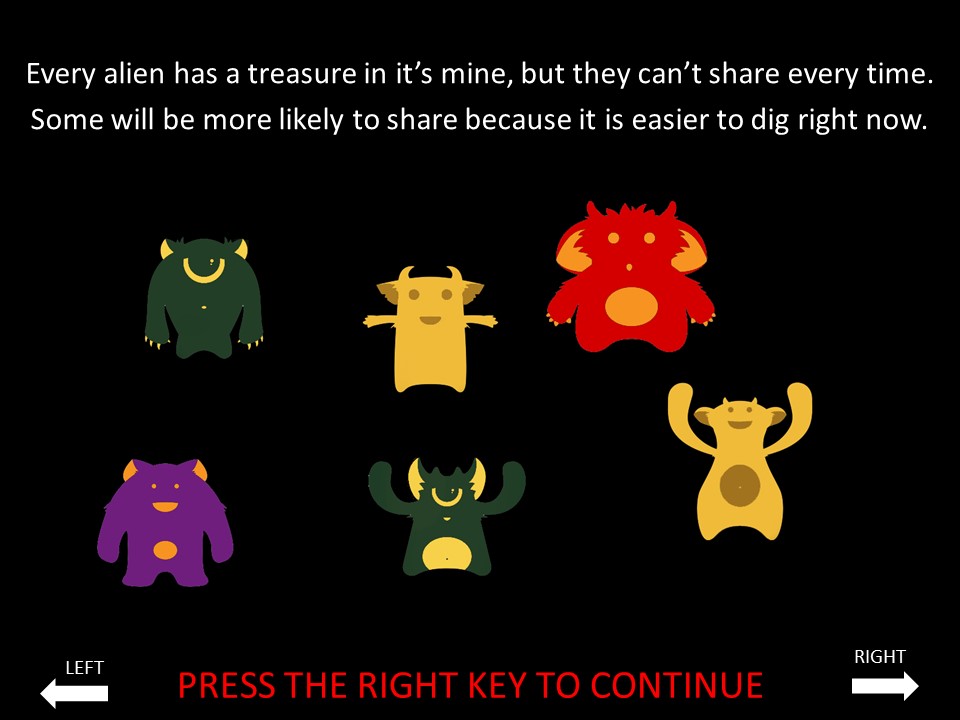 Every alien has a treasure in it’s mine, but they can’t share every time.
Some will be more likely to share because it is easier to dig right now.
RIGHT
LEFT
PRESS THE RIGHT KEY TO CONTINUE